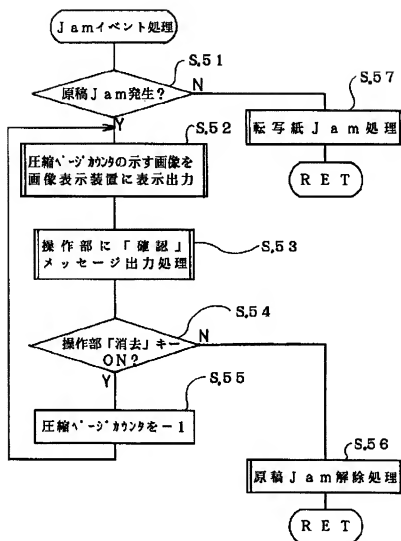 Jamイベント処理
S.51
原稿Jam発生?
N
S.57
Y
転写紙Jam処理
RET
S.52
圧縮ページカウンタの示す画像を
画像表示装置に表示出力
S.53
操作部に「確認」
メッセージ出力処理
S.54
操作部「消去」キー
ON?
N
Y
S.55
圧縮ページカウンタを-1
S.56
原稿Jam解除処理
RET